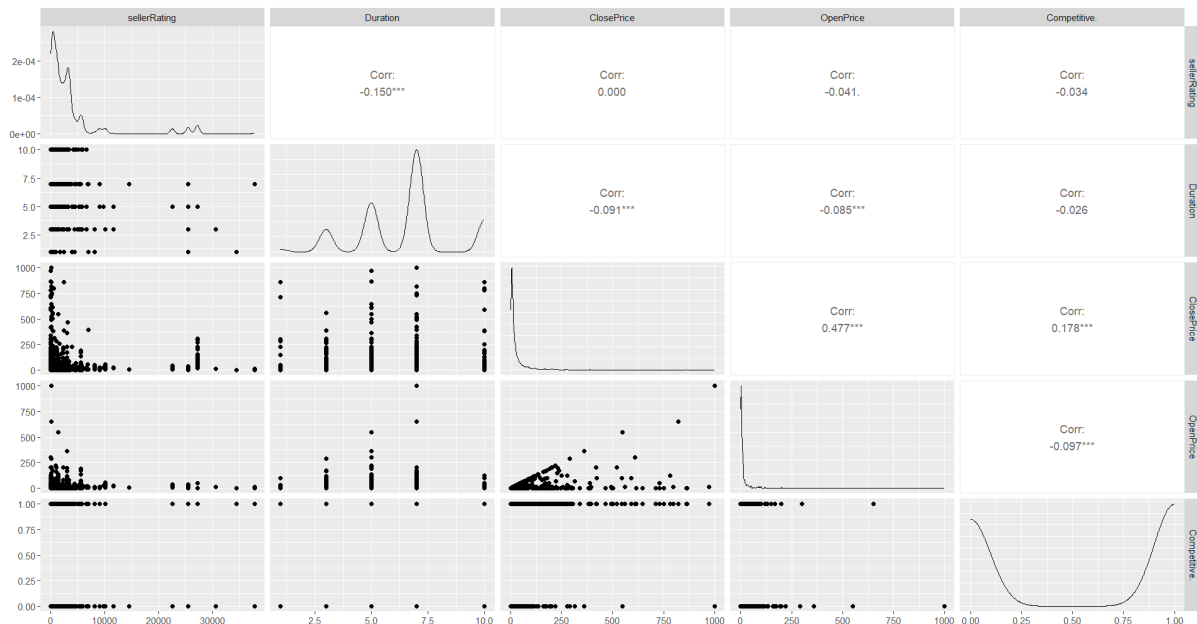 sellerRating Duration ClosePrice OpenPrice Competitive.
2e-04
1e-04
0e+00
Corr:
-0.150***
Corr:
0.000
Corr:
-0.041.
Corr:
-0.034
sellerRating
10.0
7.5
5.0
2.5
Corr:
-0.091***
Corr:
-0.085***
Corr:
-0.026
Duration
1000
750
500
250
0
Corr:
0.477***
Corr:
0.178***
ClosePrice
1000
750
500
250
0
Corr:
-0.097***
OpenPrice
1.00
0.75
0.50
0.25
0.00
Competitive.
0 10000 20000 30000 2.5 5.0 7.5 10.0 0 250 500 750 1000 0 250 500 750 1000 0.00 0.25 0.50 0.75 1.00